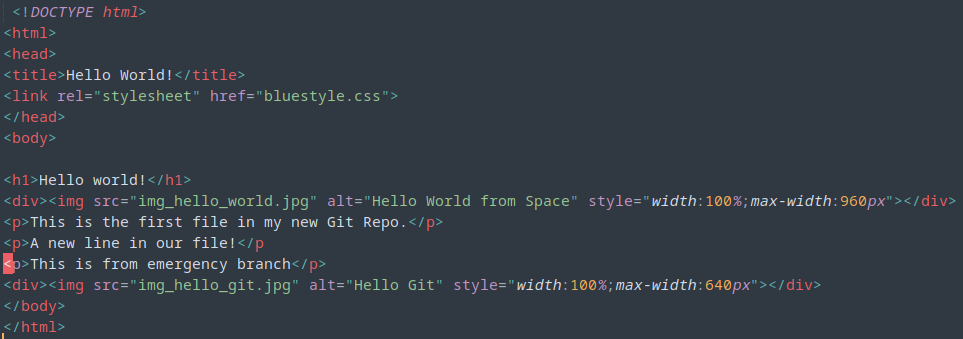 <!DOCTYPE html>
<html>
<head>
<title>Hello World!</title>
<link rel="stylesheet" href="bluestyle.css">
</head>
<body>

<h1>Hello world!</h1>
<div><img src="img_hello_world.jpg" alt="Hello World from Space" style="width:100%;max-width:960px"></div>
<p>This is the first file in my new Git Repo.</p>
<p>A new line in our file!</p
<p>This is from emergency branch</p>
<div><img src="img_hello_git.jpg" alt="Hello Git" style="width:100%;max-width:640px"></div>
</body>
</html>